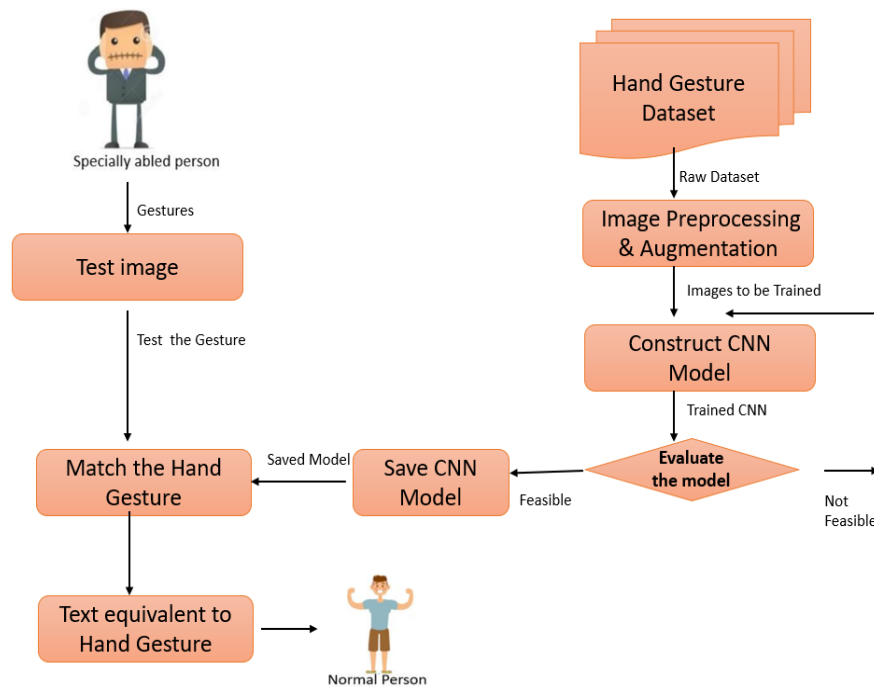 Specially abled person
Gestures
Test image
Test the Gesture
Match the Hand
Gesture
Text equivalent to
Hand Gesture
Normal Person
Hand Gesture
Dataset
Raw Dataset
Image Preprocessing
& Augmentation
Images to be Trained
Construct CNN
Model
Trained CNN
Evaluate
the model
Not
Feasible
Feasible
Save CNN
Model
Saved Model